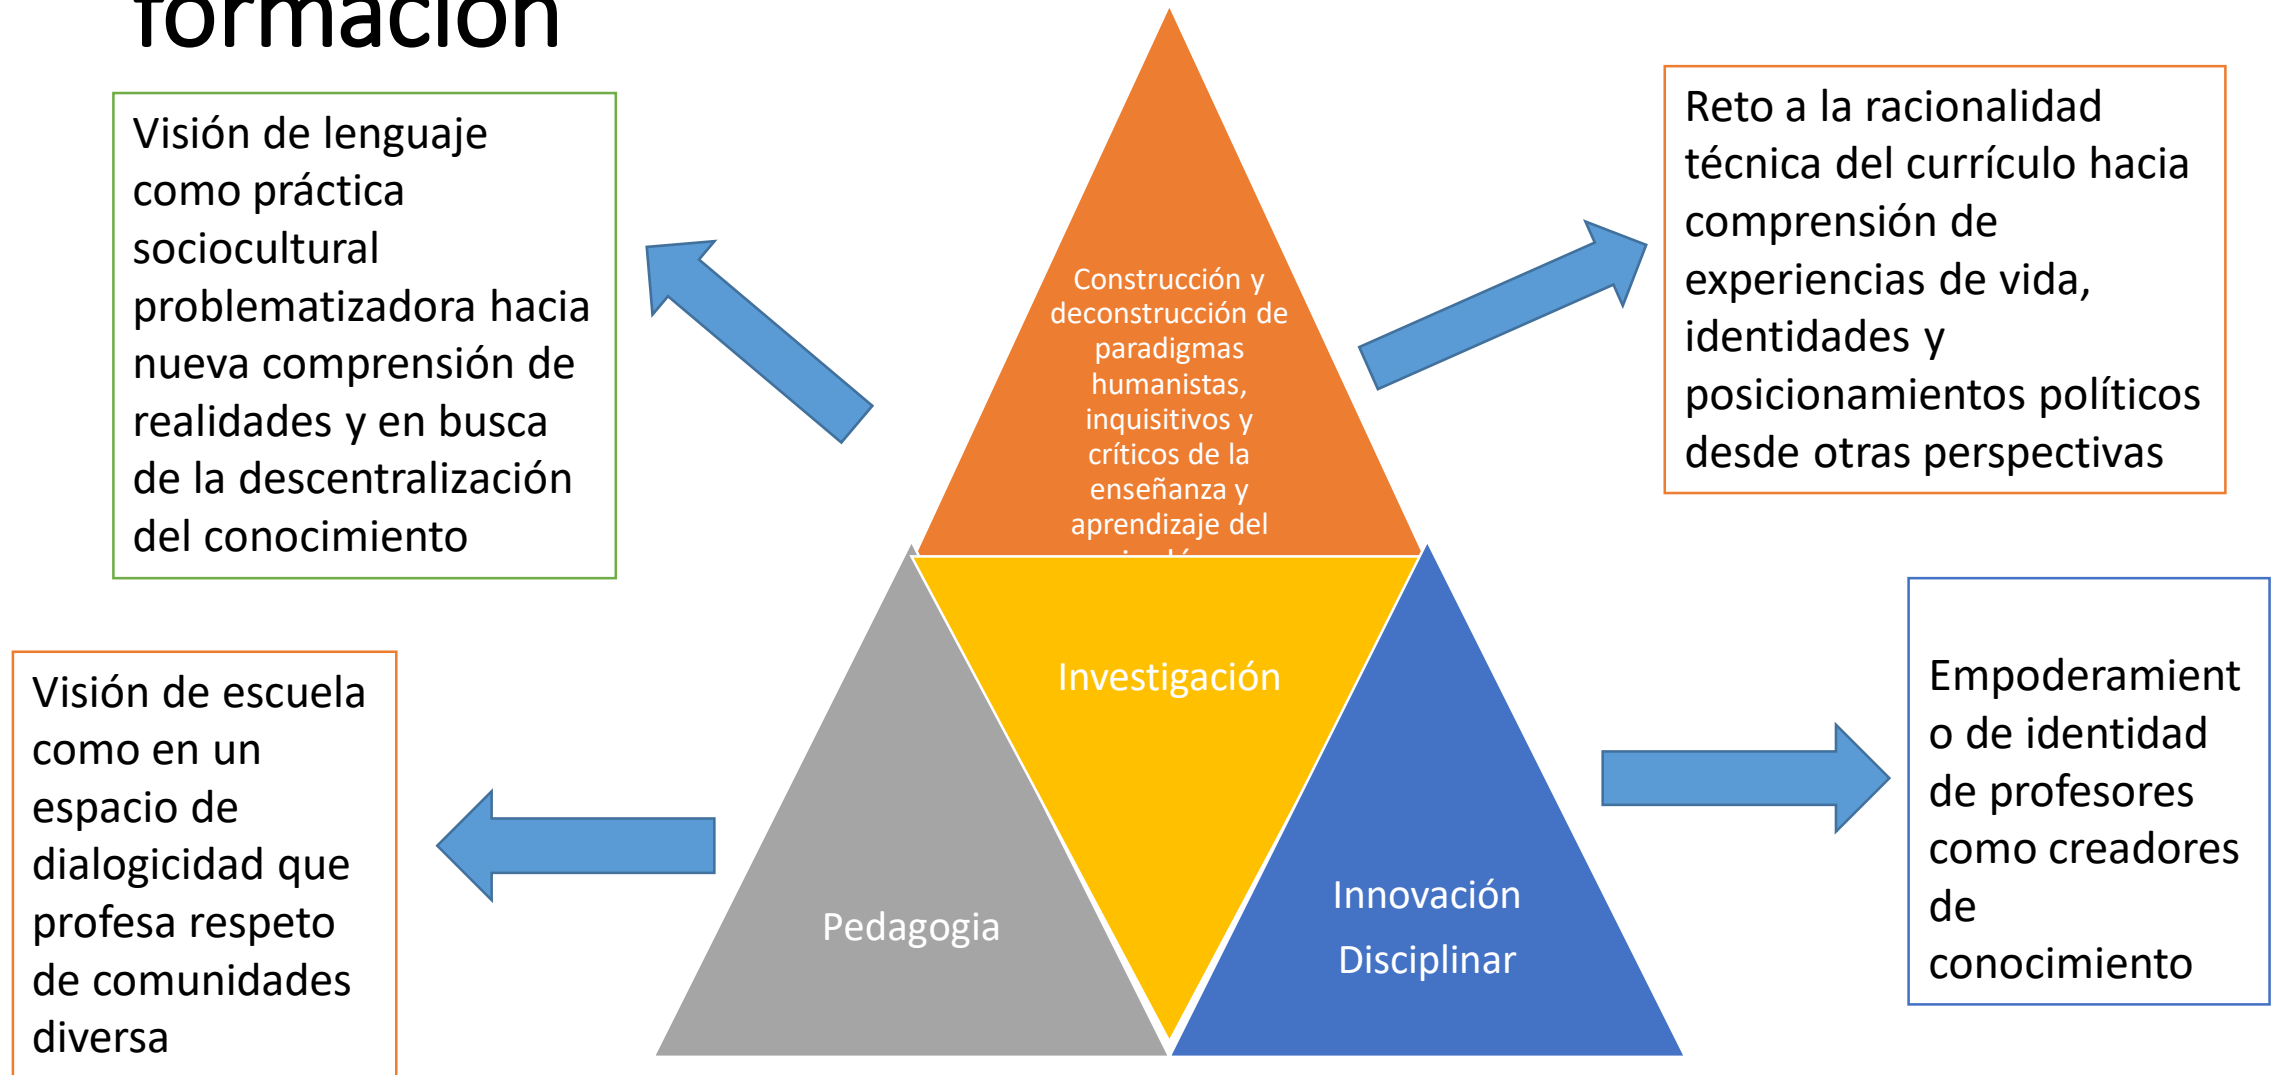 formación
Visión de lenguaje
como práctica
sociocultural
problematizadora hacia
nueva comprensión de
realidades y en busca
de la descentralización
del conocimiento
Construcción y
deconstrucción de
paradigmas
humanistas,
inquisitivos y
críticos de la
enseñanza y
aprendizaje del
Reto a la racionalidad
técnica del currículo hacia
comprensión de
experiencias de vida,
identidades y
posicionamientos políticos
desde otras perspectivas
Visión de escuela
como en un
espacio de
dialogicidad que
profesa respeto
de comunidades
diversa
Pedagogia
Investigación
Innovación
Disciplinar
Empoderamient
o de identidad
de profesores
como creadores
de
conocimiento